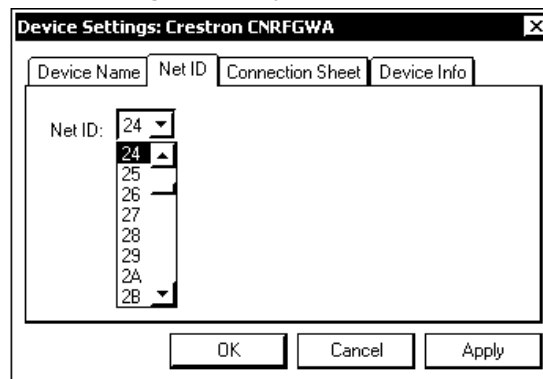 Device Settings: Crestron CNRFGWA
Device Name Net ID Connection Sheet Device Info
Net ID: 24
24
25
26
27
28
29
2A
2B
OK Cancel Apply